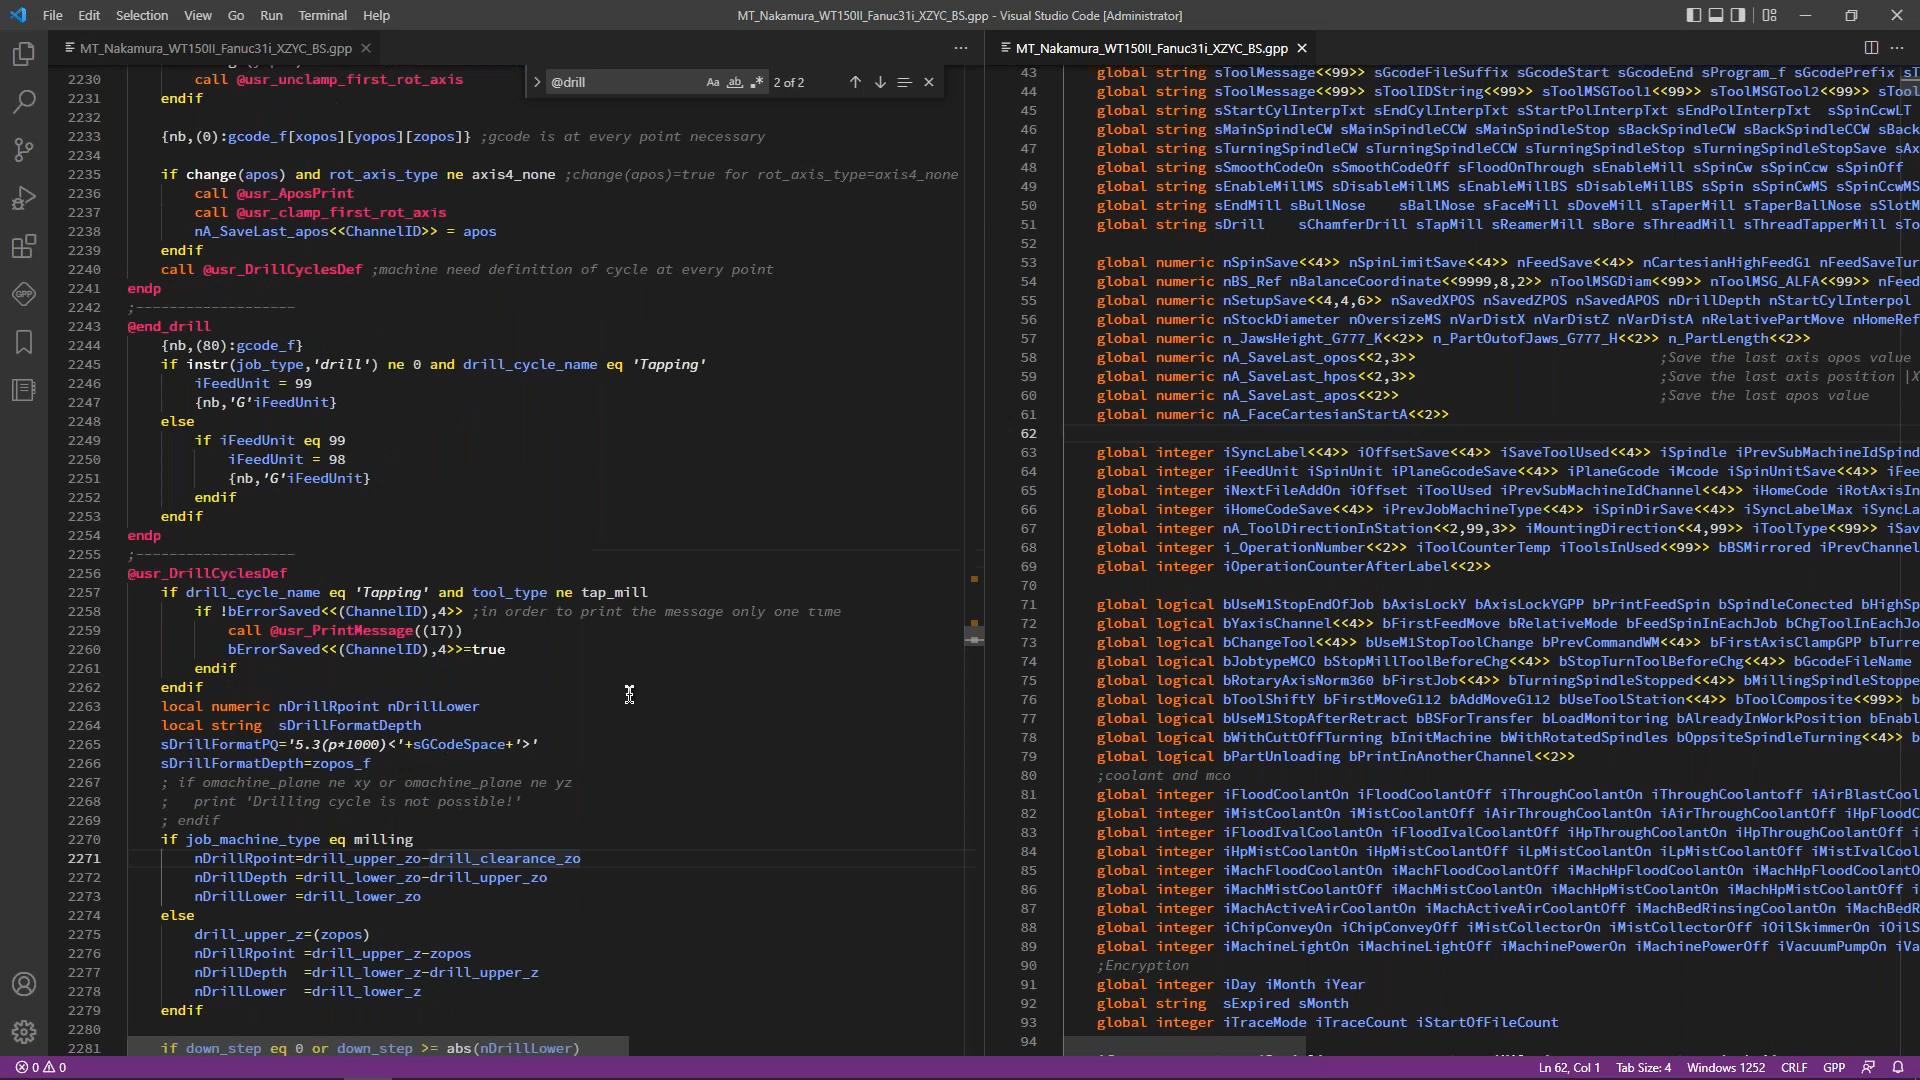 File Edit Selection View Go Run Terminal Help
MT_Nakamura_WT150II_Fanuc31i_XZYC_BS.gpp - Visual Studio Code [Administrator]
MT_Nakamura_WT150II_Fanuc31i_XZYC_BS.gpp
@drill
Aa ab 2 of 2
2230 call @usr_unclamp_first_rot_axis
2231 endif
2232
2233 {nb,(0):gcode_f[xopos][yopos][zopos]} ;gcode is at every point necessary
2234
2235 if change(apos) and rot_axis_type ne axis4_none ;change(apos)=true for rot_axis_type=axis4_none
2236 call @usr_AposPrint
2237 call @usr_clamp_first_rot_axis
2238 nA_SaveLast_apos<<ChannelID>> = apos
2239 endif
2240 call @usr_DrillCyclesDef ;machine need definition of cycle at every point
2241 endp
2242 ;-------------------
2243 @end_drill
2244 {nb,(80):gcode_f}
2245 if instr(job_type,'drill') ne 0 and drill_cycle_name eq 'Tapping'
2246 iFeedUnit = 99
2247 {nb,'G'iFeedUnit}
2248 else
2249 if iFeedUnit eq 99
2250 iFeedUnit = 98
2251 {nb,'G'iFeedUnit}
2252 endif
2253 endif
2254 endp
2255 ;-------------------
2256 @usr_DrillCyclesDef
2257 if drill_cycle_name eq 'Tapping' and tool_type ne tap_mill
2258 if !bErrorSaved<<(ChannelID),4>> ;in order to print the message only one time
2259 call @usr_PrintMessage((17))
2260 bErrorSaved<<(ChannelID),4>>=true
2261 endif
2262 endif
2263 local numeric nDrillRpoint nDrillLower
2264 local string sDrillFormatDepth
2265 sDrillFormatPQ='5.3(p*1000)<'+sGCodeSpace+'>'
2266 sDrillFormatDepth=zopos_f
2267 ; if omachine_plane ne xy or omachine_plane ne yz
2268 ; print 'Drilling cycle is not possible!'
2269 ; endif
2270 if job_machine_type eq milling
2271 nDrillRpoint=drill_upper_zo-drill_clearance_zo
2272 nDrillDepth =drill_lower_zo-drill_upper_zo
2273 nDrillLower =drill_lower_zo
2274 else
2275 drill_upper_z=(zopos)
2276 nDrillRpoint =drill_upper_z-zopos
2277 nDrillDepth =drill_lower_z-drill_upper_z
2278 nDrillLower =drill_lower_z
2279 endif
2280
2281 if down_step eq 0 or down_step >= abs(nDrillLower)
MT_Nakamura_WT150II_Fanuc31i_XZYC_BS.gpp
43 global string sToolMessage<<99>> sGcodeFileSuffix sGcodeStart sGcodeEnd sProgram_f sGcodePrefix sT
44 global string sToolMessage<<99>> sToolIDString<<99>> sToolMSGTool1<<99>> sToolMSGTool2<<99>> sTool
45 global string sStartCylInterpTxt sEndCylInterpTxt sStartPolInterpTxt sEndPolInterpTxt sSpinCcwLT
46 global string sMainSpindleCW sMainSpindleCCW sMainSpindleStop sBackSpindleCW sBackSpindleCCW sBack
47 global string sTurningSpindleCW sTurningSpindleCCW sTurningSpindleStop sTurningSpindleStopSave sAx
48 global string sSmoothCodeOn sSmoothCodeOff sFloodOnThrough sEnableMill sSpinCw sSpinCcw sSpinOff
49 global string sEnableMillMS sDisableMillMS sEnableMillBS sDisableMillBS sSpin sSpinCwMS sSpinCcwMS
50 global string sEndMill sBullNose sBallNose sFaceMill sDoveMill sTaperMill sTaperBallNose sSlotM
51 global string sDrill sChamferDrill sTapMill sReamerMill sBore sThreadMill sThreadTapperMill sTo
52
53 global numeric nSpinSave<<4>> nSpinLimitSave<<4>> nFeedSave<<4>> nCartesianHighFeedG1 nFeedSaveTur
54 global numeric nBS_Ref nBalanceCoordinate<<9999,8,2>> nToolMSGDiam<<99>> nToolMSG_ALFA<<99>> nFeed
55 global numeric nSetupSave<<4,4,6>> nSavedXPOS nSavedZPOS nSavedAPOS nDrillDepth nStartCylInterpol
56 global numeric nStockDiameter nOversizeMS nVarDistX nVarDistZ nVarDistA nRelativePartMove nHomeRef
57 global numeric n_JawsHeight_G777_K<<2>> n_PartOutofJaws_G777_H<<2>> n_PartLength<<2>>
58 global numeric nA_SaveLast_opos<<2,3>> ;Save the last axis opos value
59 global numeric nA_SaveLast_hpos<<2,3>> ;Save the last axis position |X
60 global numeric nA_SaveLast_apos<<2>> ;Save the last apos value
61 global numeric nA_FaceCartesianStartA<<2>>
62
63 global integer iSyncLabel<<4>> iOffsetSave<<4>> iSaveToolUsed<<4>> iSpindle iPrevSubMachineIdSpind
64 global integer iFeedUnit iSpinUnit iPlaneGcodeSave<<4>> iPlaneGcode iMcode iSpinUnitSave<<4>> iFee
65 global integer iNextFileAddOn iOffset iToolUsed iPrevSubMachineIdChannel<<4>> iHomeCode iRotAxisIn
66 global integer iHomeCodeSave<<4>> iPrevJobMachineType<<4>> iSpinDirSave<<4>> iSyncLabelMax iSyncLa
67 global integer nA_ToolDirectionInStation<<2,99,3>> iMountingDirection<<4,99>> iToolType<<99>> iSav
68 global integer i_OperationNumber<<2>> iToolCounterTemp iToolsInUsed<<99>> bBSMirrored iPrevChannel
69 global integer iOperationCounterAfterLabel<<2>>
70
71 global logical bUseM1StopEndOfJob bAxisLockY bAxisLockYGPP bPrintFeedSpin bSpindleConected bHighSp
72 global logical bYaxisChannel<<4>> bFirstFeedMove bRelativeMode bFeedSpinInEachJob bChgToolInEachJo
73 global logical bChangeTool<<4>> bUseM1StopToolChange bPrevCommandWM<<4>> bFirstAxisClampGPP bTurre
74 global logical bJobtypeMCO bStopMillToolBeforeChg<<4>> bStopTurnToolBeforeChg<<4>> bGcodeFileName
75 global logical bRotaryAxisNorm360 bFirstJob<<4>> bTurningSpindleStopped<<4>> bMillingSpindleStoppe
76 global logical bToolShiftY bFirstMoveG112 bAddMoveG112 bUseToolStation<<4>> bToolComposite<<99>> b
77 global logical bUseM1StopAfterRetract bBSForTransfer bLoadMonitoring bAlreadyInWorkPosition bEnabl
78 global logical bWithCuttOffTurning bInitMachine bWithRotatedSpindles bOppsiteSpindleTurning<<4>> b
79 global logical bPartUnloading bPrintInAnotherChannel<<2>>
80 ;coolant and mco
81 global integer iFloodCoolantOn iFloodCoolantOff iThroughCoolantOn iThroughCoolantoff iAirBlastCool
82 global integer iMistCoolantOn iMistCoolantOff iAirThroughCoolantOn iAirThroughCoolantOff iHpFloodC
83 global integer iFloodIvalCoolantOn iFloodIvalCoolantOff iHpThroughCoolantOn iHpThroughCoolantOff i
84 global integer iHpMistCoolantOn iHpMistCoolantOff iLpMistCoolantOn iLpMistCoolantOff iMistIvalCool
85 global integer iMachFloodCoolantOn iMachFloodCoolantOff iMachHpFloodCoolantOn iMachHpFloodCoolantO
86 global integer iMachMistCoolantOff iMachMistCoolantOn iMachHpMistCoolantOn iMachHpMistCoolantOff i
87 global integer iMachActiveAirCoolantOn iMachActiveAirCoolantOff iMachBedRinsingCoolantOn iMachBedR
88 global integer iChipConveyOn iChipConveyOff iMistCollectorOn iMistCollectorOff iOilSkimmerOn iOilS
89 global integer iMachineLightOn iMachineLightOff iMachinePowerOn iMachinePowerOff iVacuumPumpOn iVa
90 ;Encryption
91 global integer iDay iMonth iYear
92 global string sExpired sMonth
93 global integer iTraceMode iTraceCount iStartOfFileCount
94
GPP
0 0
Ln 62, Col 1 Tab Size: 4 Windows 1252 CRLF GPP